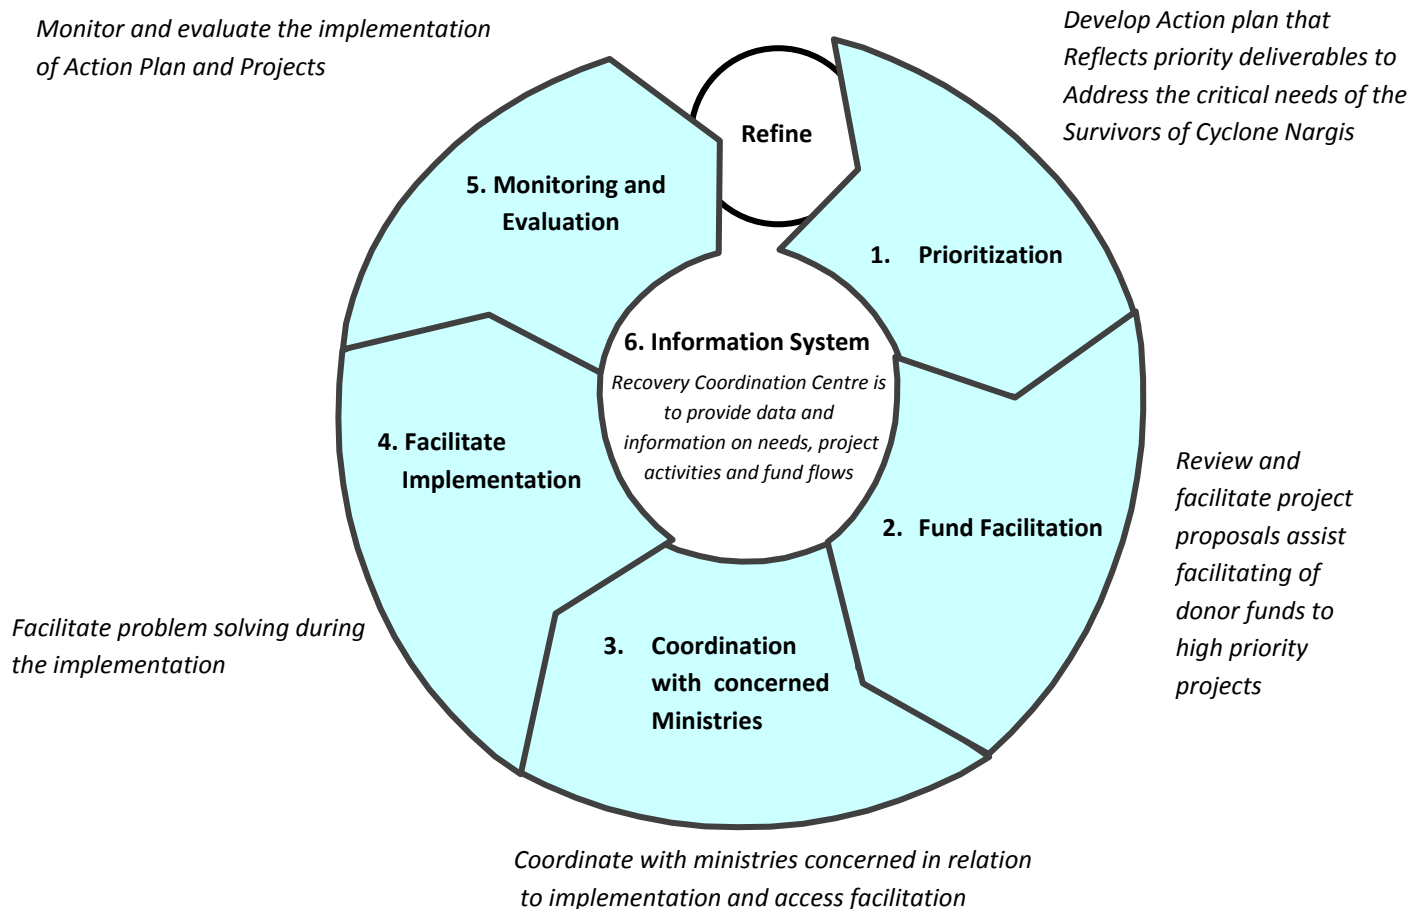 Monitor and evaluate the implementation
of Action Plan and Projects
Develop Action plan that
Reflects priority deliverables to
Address the critical needs of the
Survivors of Cyclone Nargis
Refine
5. Monitoring and
Evaluation
1. Prioritization
6. Information System
Recovery Coordination Centre is
to provide data and
information on needs, project
activities and fund flows
4. Facilitate
Implementation
2. Fund Facilitation
Review and
facilitate project
proposals assist
facilitating of
donor funds to
high priority
projects
3. Coordination
with concerned
Ministries
Facilitate problem solving during
the implementation
Coordinate with ministries concerned in relation
to implementation and access facilitation